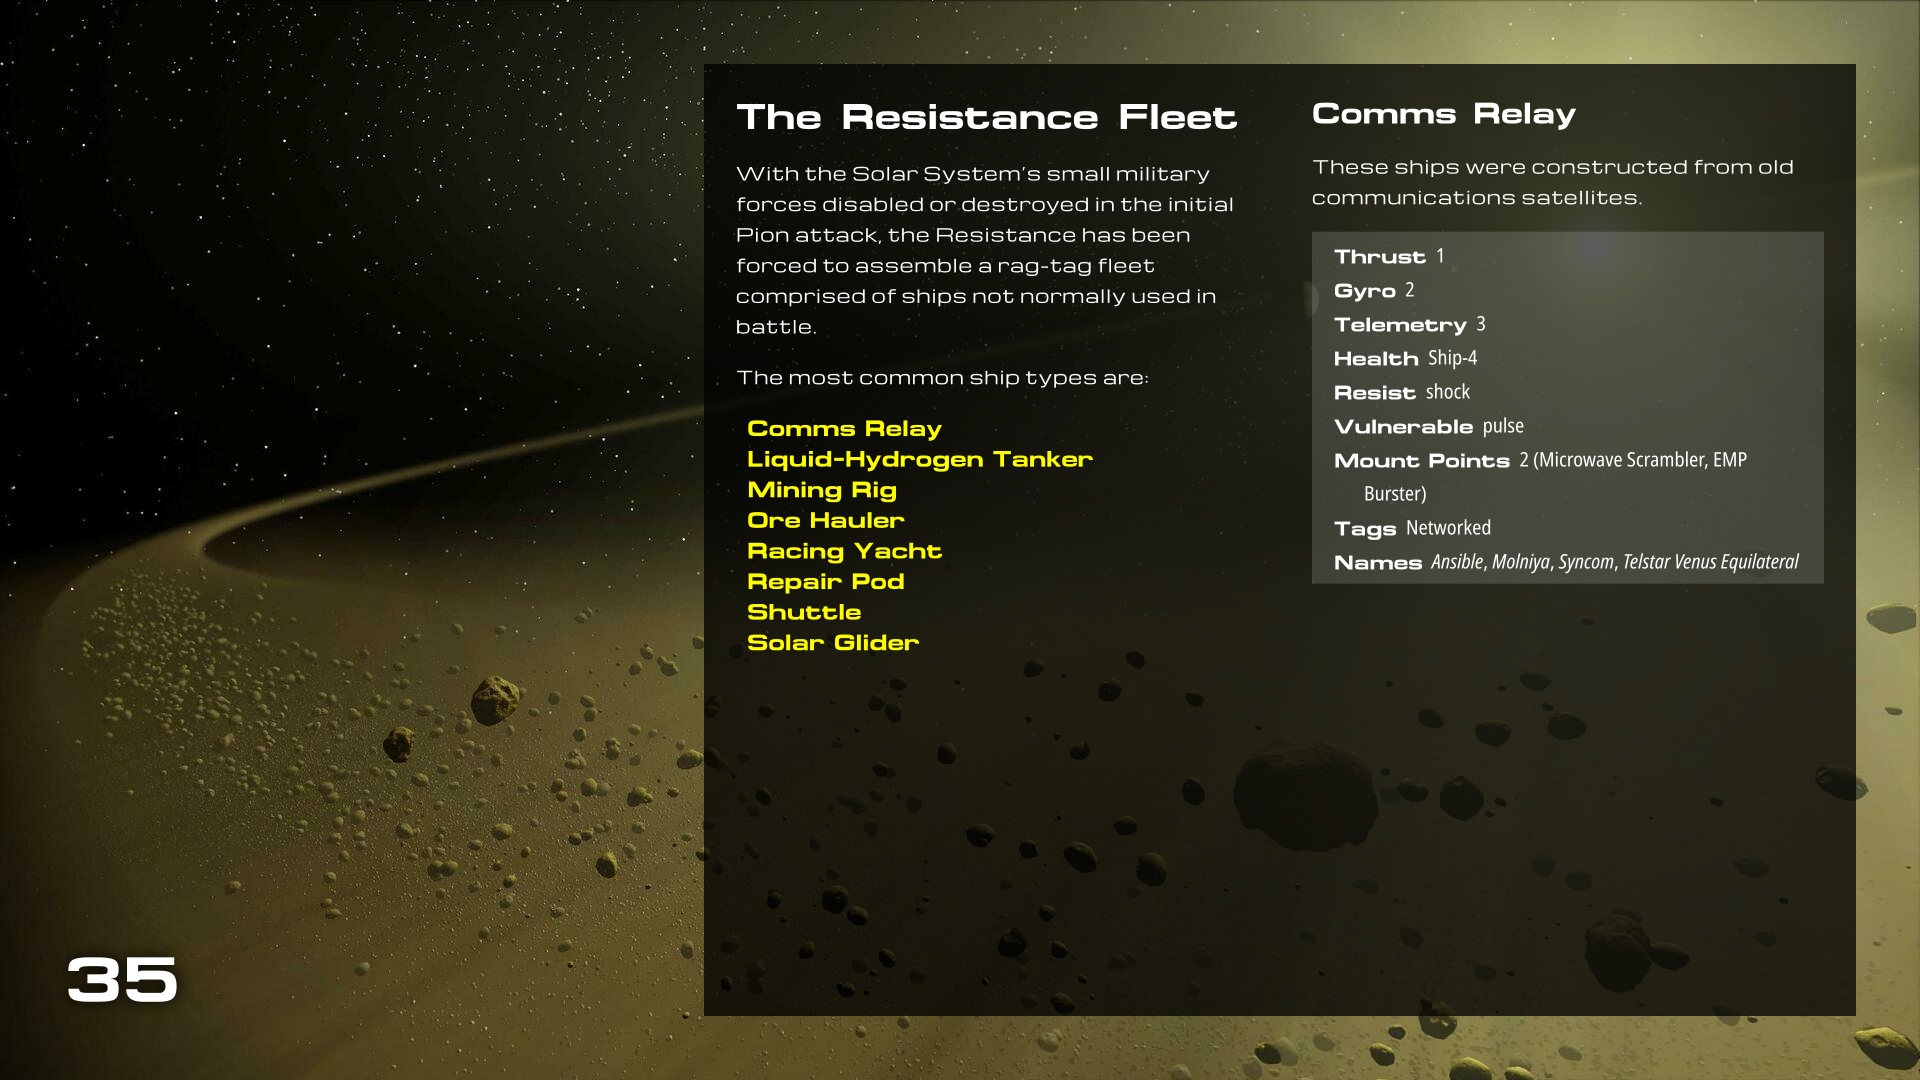 The Resistance Fleet
With the Solar System's small military
forces disabled or destroyed in the initial
Pion attack, the Resistance has been
forced to assemble a rag-tag fleet
comprised of ships not normally used in
battle.
The most common ship types are:
Comms Relay
Liquid-Hydrogen Tanker
Mining Rig
Ore Hauler
Racing Yacht
Repair Pod
Shuttle
Solar Glider
Comms Relay
These ships were constructed from old
communications satellites.
Thrust 1
Gyro 2
Telemetry 3
Health Ship-4
Resist shock
Vulnerable pulse
Mount Points 2 (Microwave Scrambler, EMP
Burster)
Tags Networked
Names Ansible, Molniya, Syncom, Telstar Venus Equilateral
35